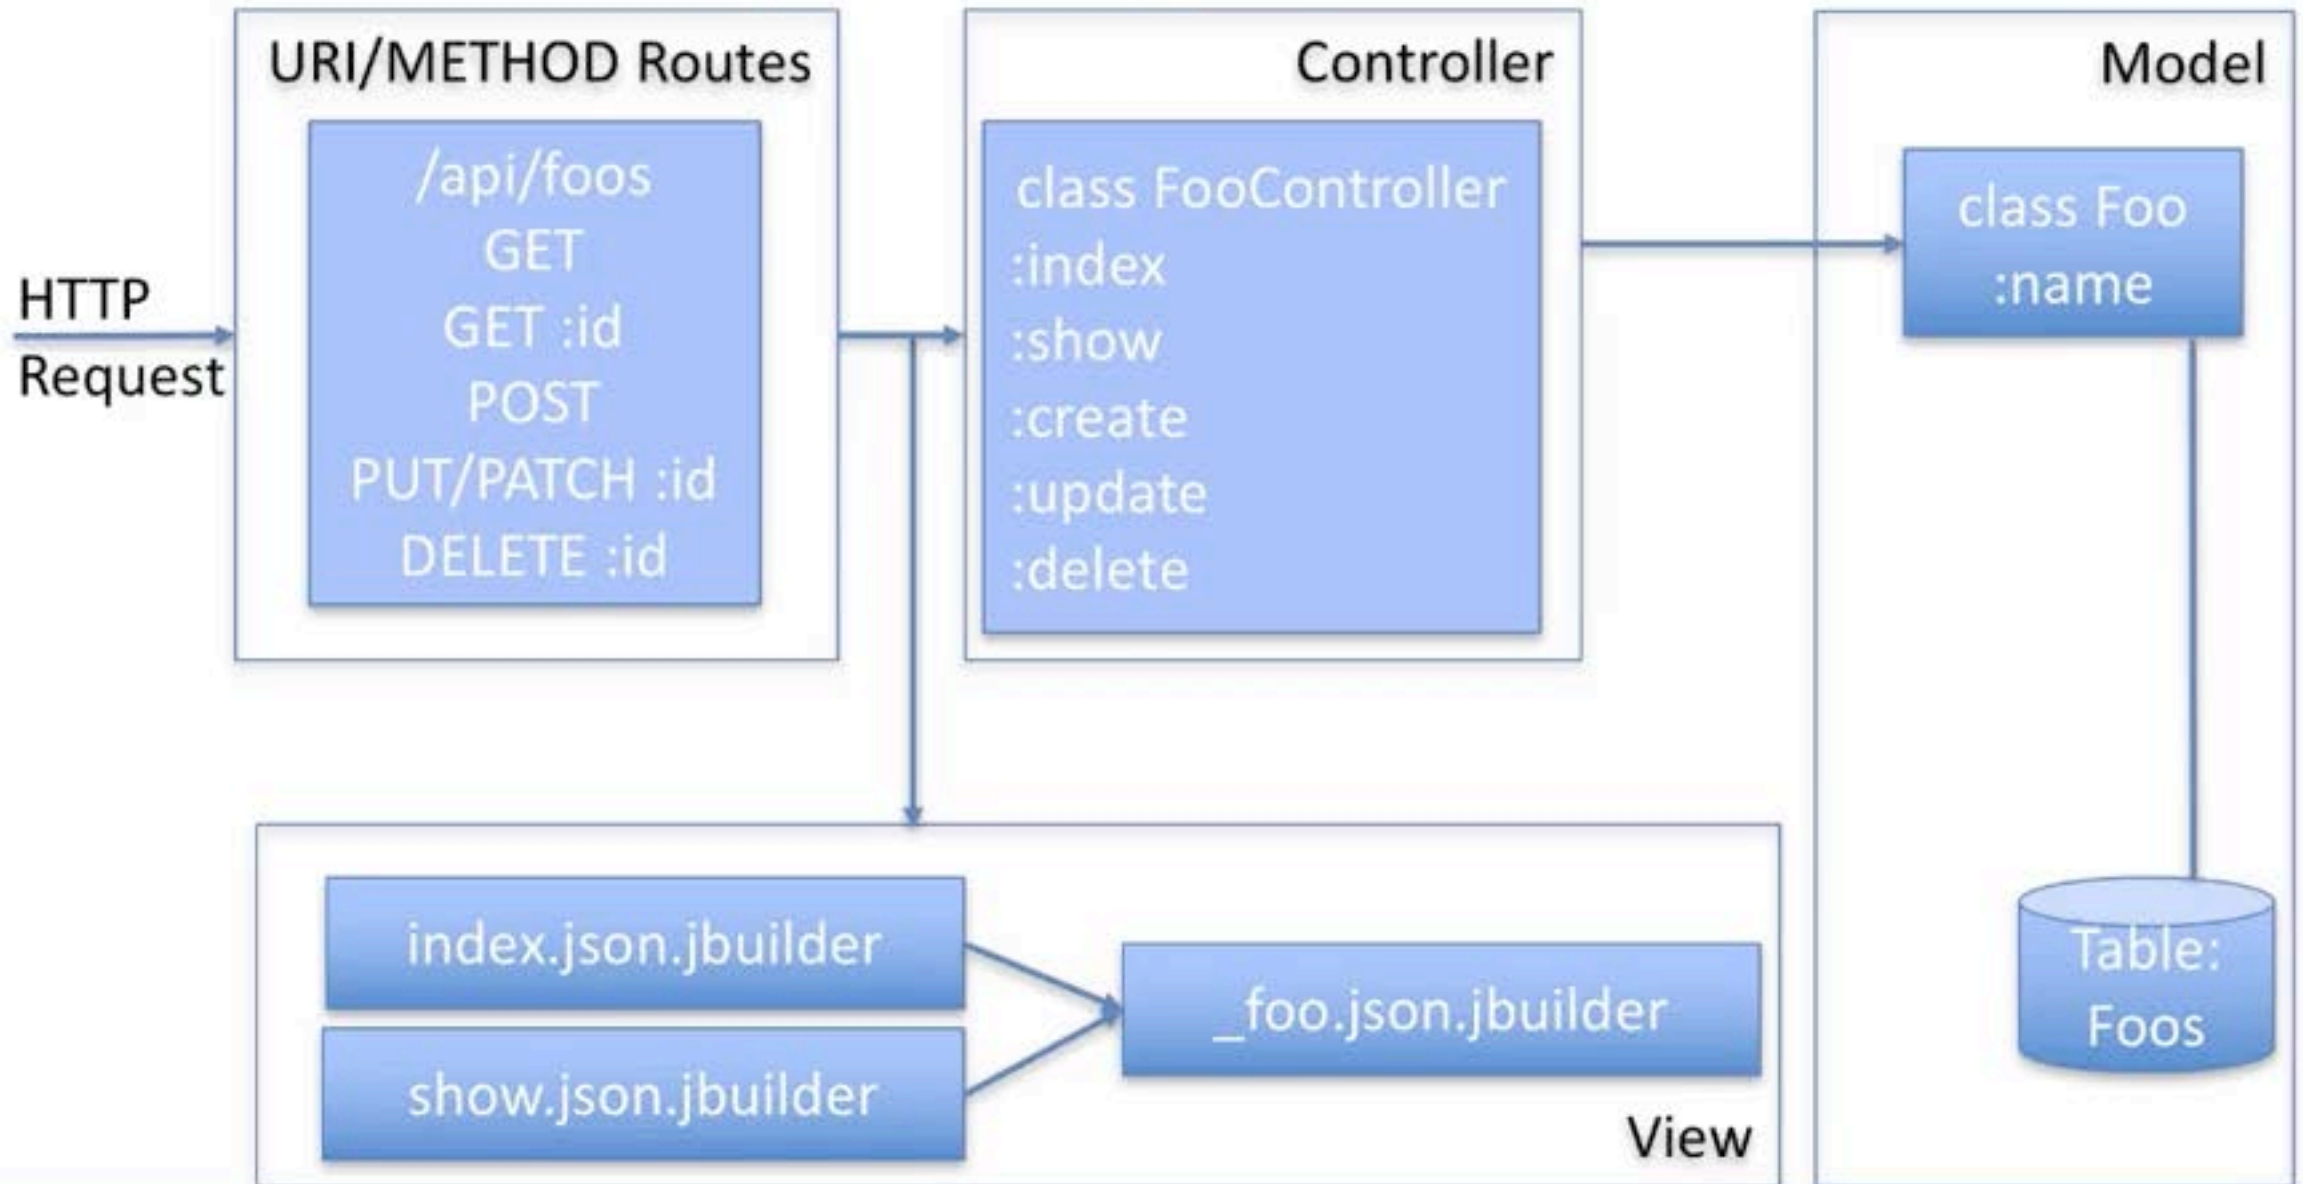 HTTP
Request
URI/METHOD Routes
/api/foos
GET
GET :id
POST
PUT/PATCH :id
DELETE :id
Controller
class FooController
:index
:show
:create
:update
:delete
Model
class Foo
:name
Table:
Foos
index.json.jbuilder
show.json.jbuilder
_foo.json.jbuilder
View